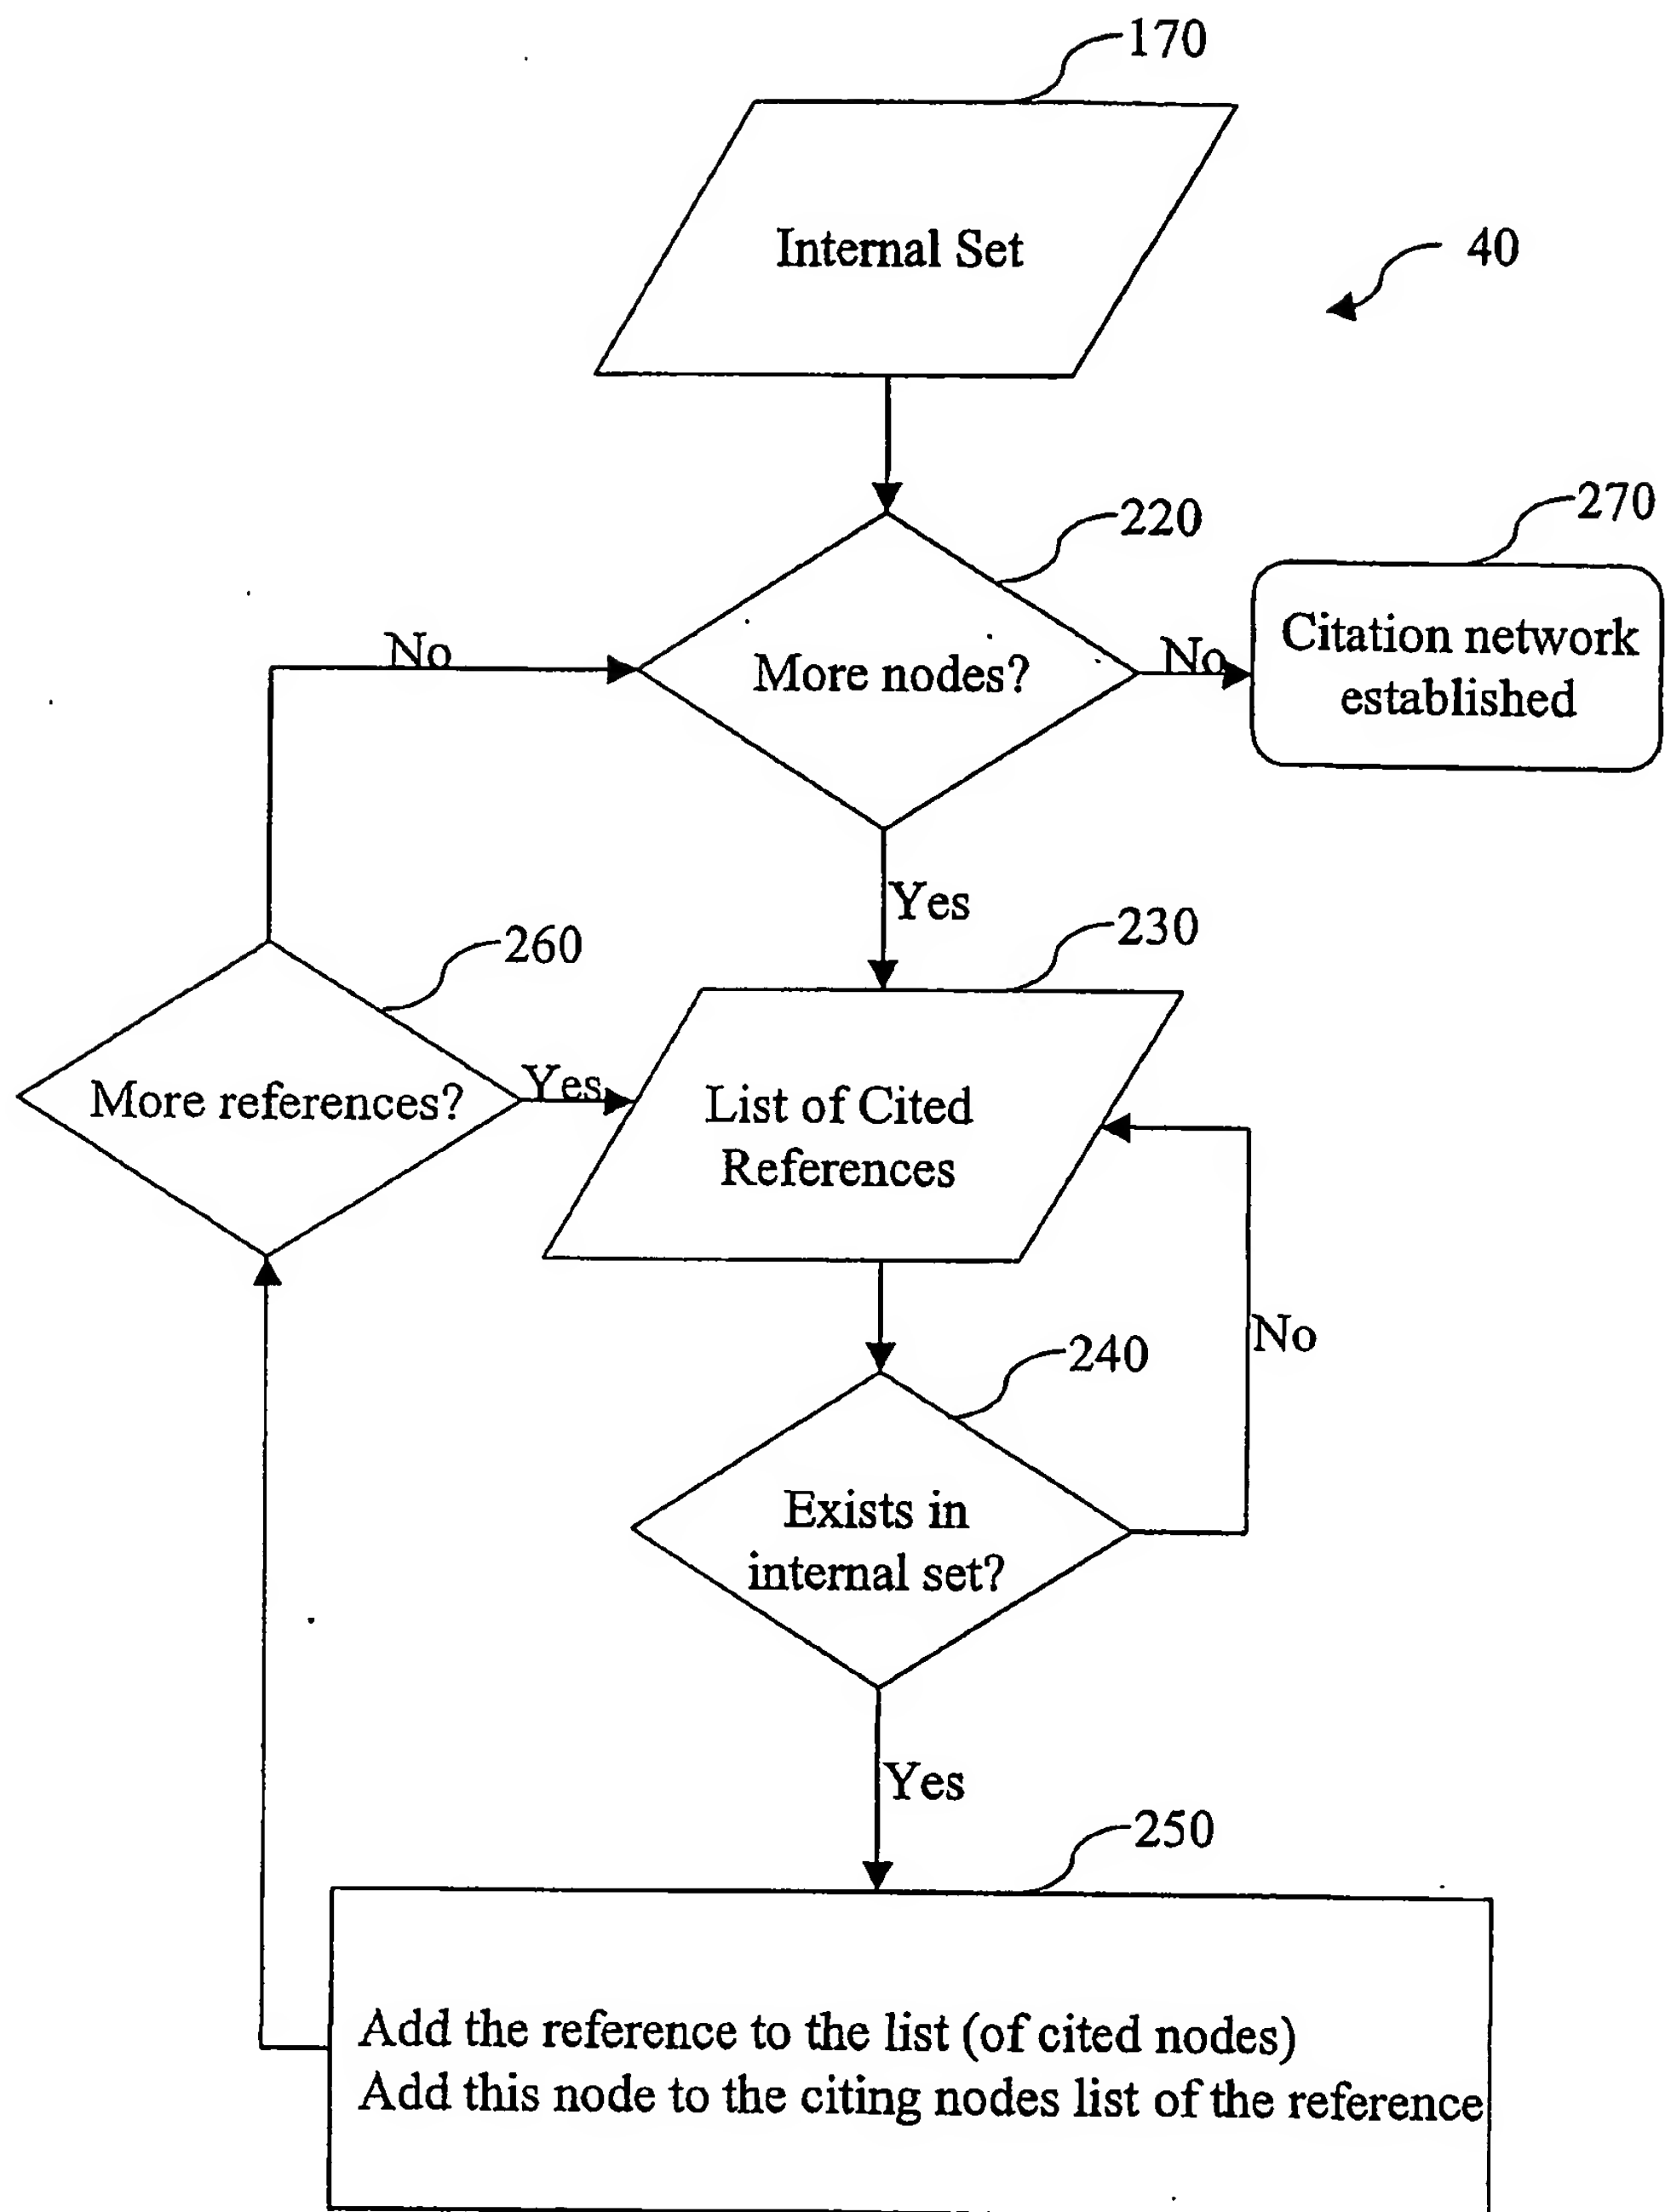 170
Internal Set
40
220
270
Citation network
established
No
More nodes?
No
Yes
230
260
More references?
Yes
List of Cited
References
No
240
Exists in
internal set?
Yes
250
Add the reference to the list (of cited nodes)
Add this node to the citing nodes list of the reference